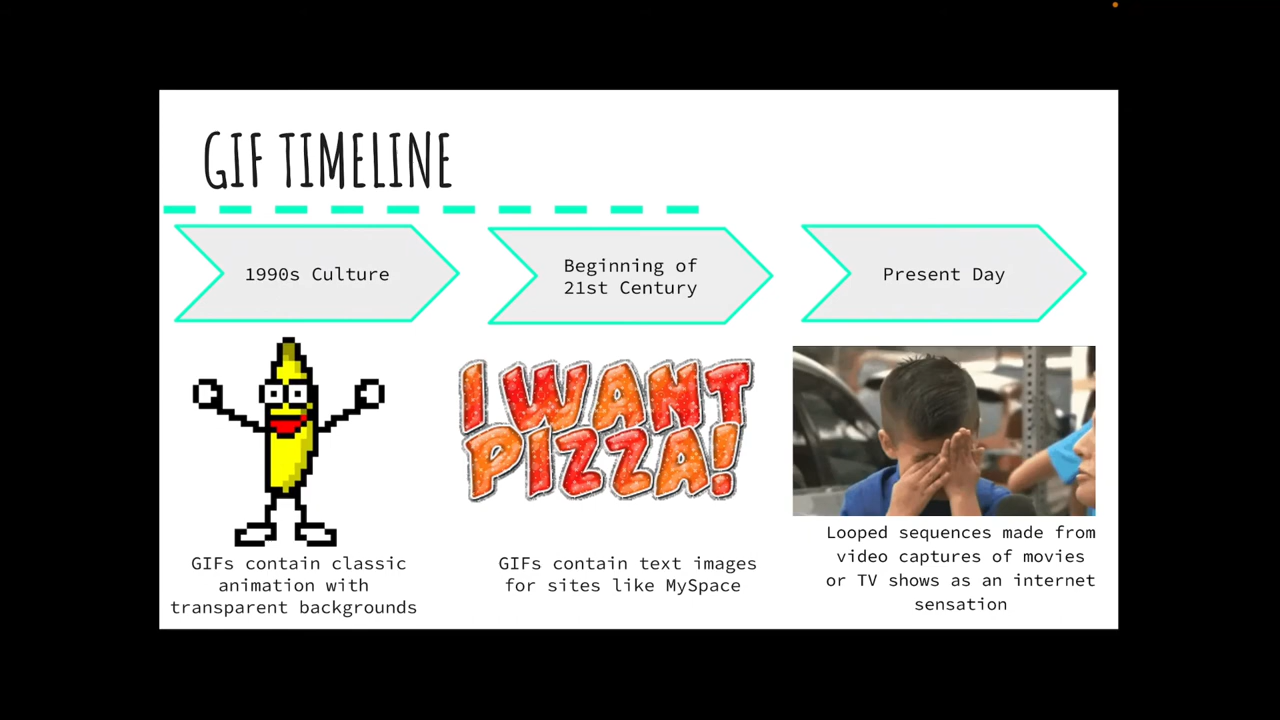 GIF TIMELINE
1990s Culture
Beginning of
21st Century
Present Day
I WANT
PIZZA!
GIFs contain classic
animation with
transparent backgrounds
GIFs contain text images
for sites like MySpace
Looped sequences made from
video captures of movies
or TV shows as an internet
sensation